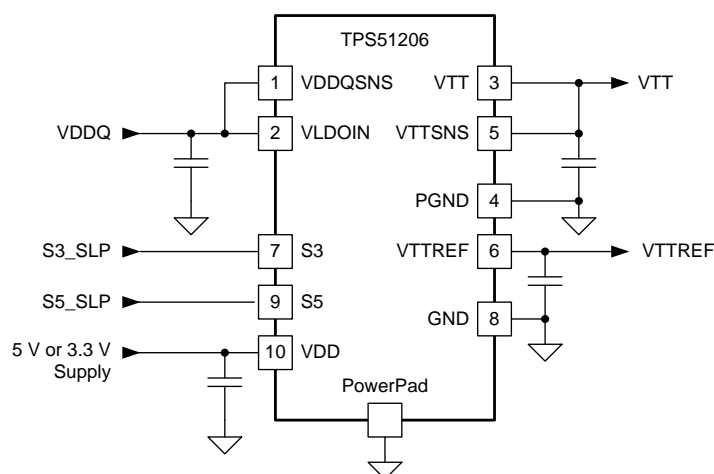 TPS51206
1 VDDQSNS VTT 3 VTT
VDDQ 2 VLDOIN VTTSNS 5
PGND 4
S3_SLP 7 S3 VTTREF 6 VTTREF
S5_SLP 9 S5
GND 8
5 V or 3.3 V 10 VDD
Supply
PowerPad